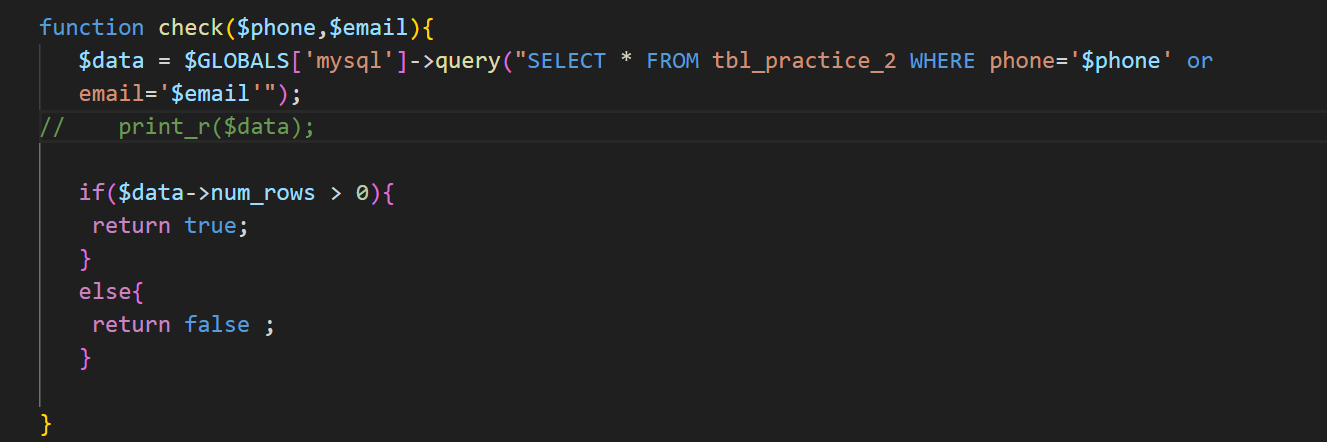 function check($phone,$email){
$data = $GLOBALS['mysql']->query("SELECT * FROM tbl_practice_2 WHERE phone='$phone' or
email='$email'");
//    print_r($data);
if($data->num_rows > 0){
return true;
}
else{
return false ;
}
}